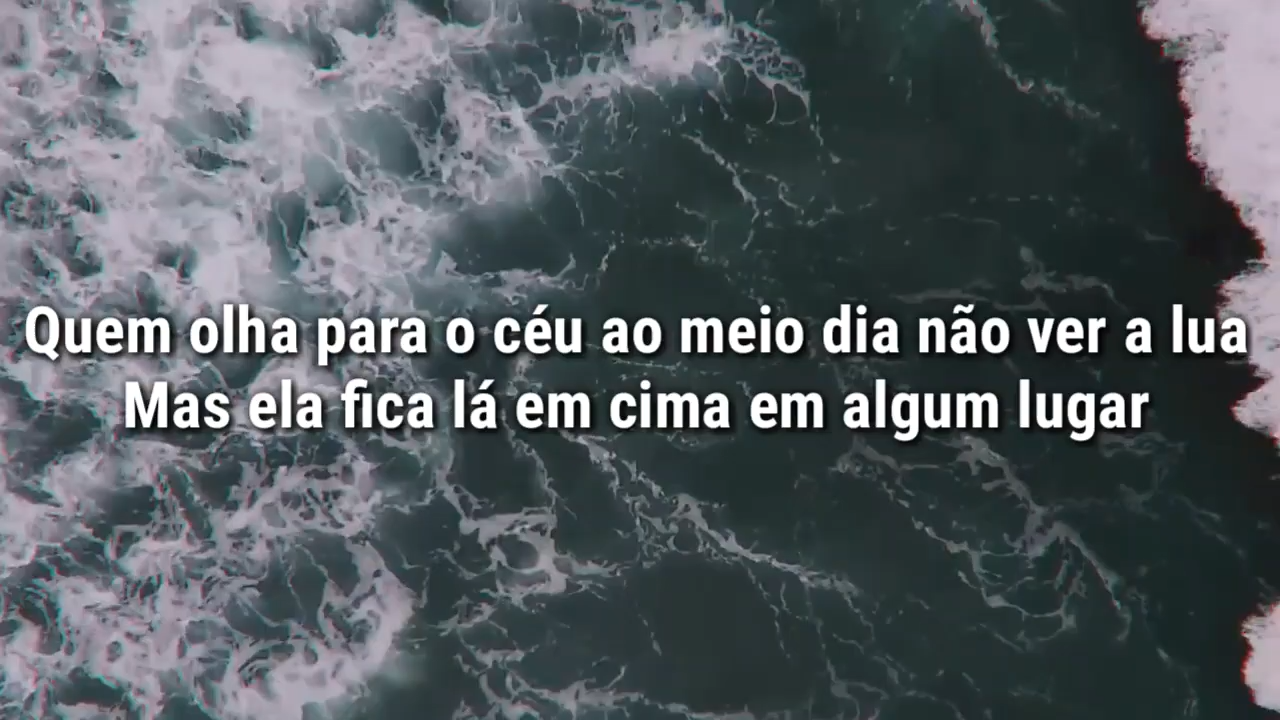 Quem olha para o céu ao meio dia não ver a lua
Mas ela fica lá em cima em algum lugar